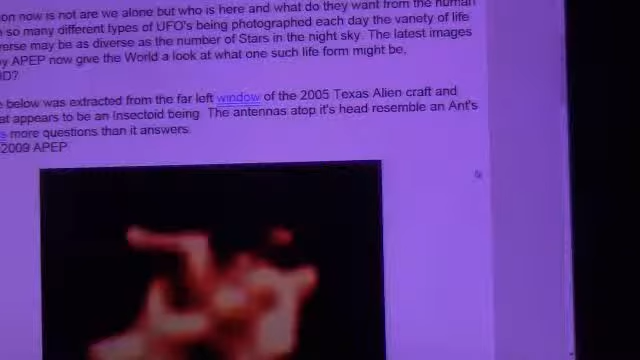 on now is not are we alone but who is here and what do they want from the human
so many different types of UFO's being photographed each day the variety of life
verse may be as diverse as the number of Stars in the night sky. The latest images
y APEP now give the World a look at what one such life form might be.
ID?
e below was extracted from the far left window of the 2005 Texas Alien craft and
at appears to be an Insectoid being. The antennas atop it's head resemble an Ant's
s more questions than it answers.
2009 APEP